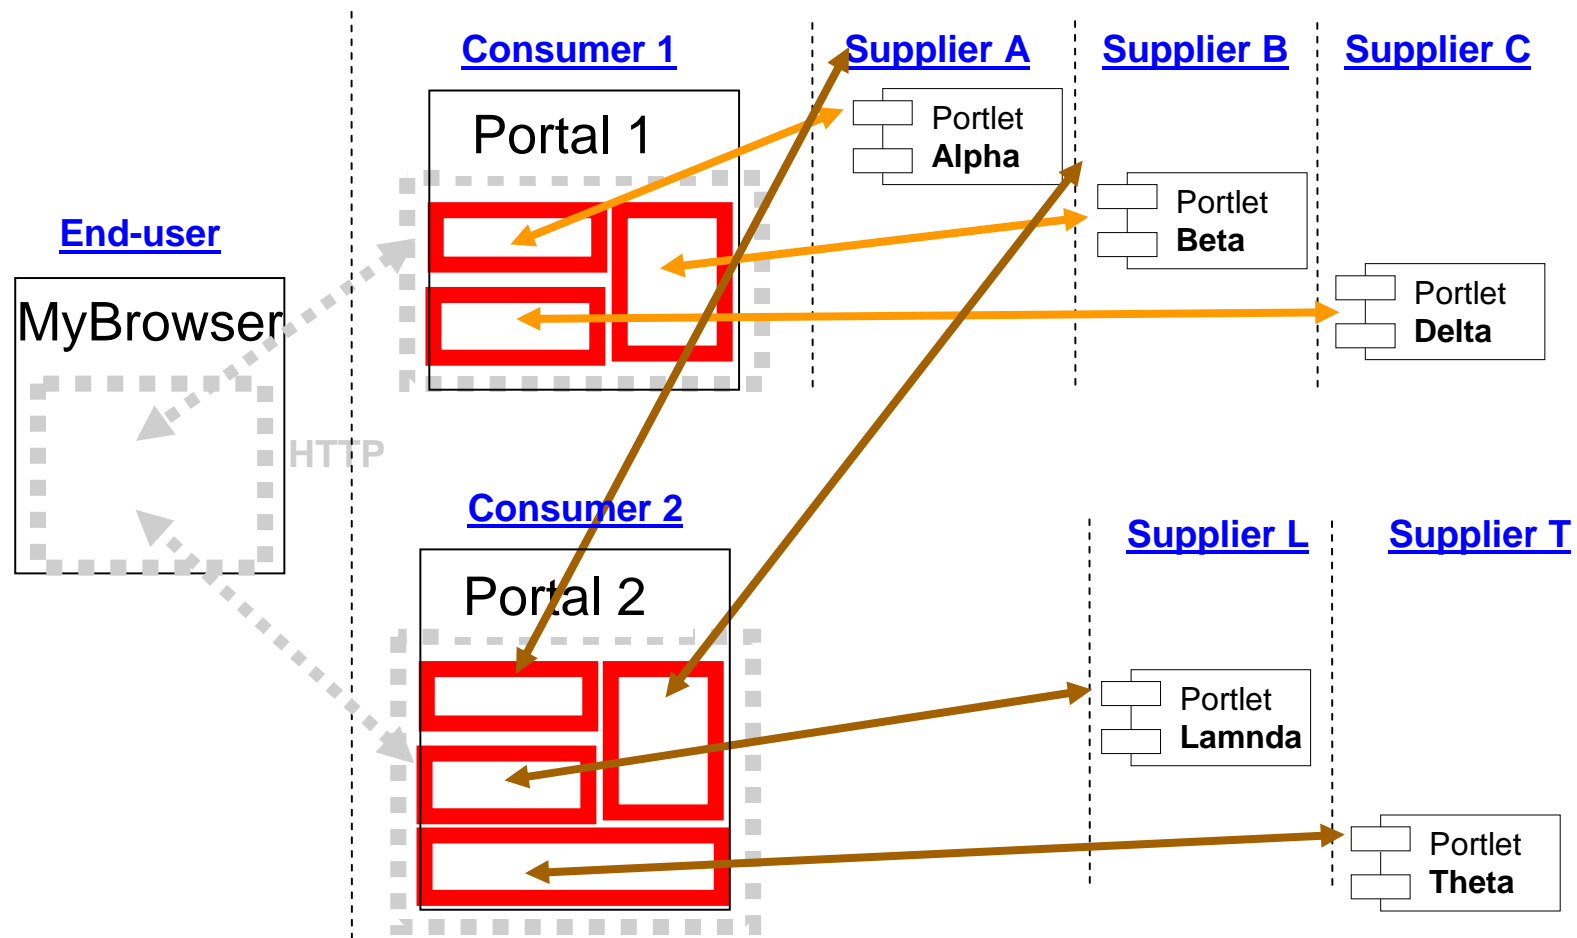 Consumer 1
Supplier A
Supplier B
Supplier C
Portal 1
Portlet
Alpha
Portlet
Beta
End-user
Portlet
Delta
MyBrowser
HTTP
Consumer 2
Supplier L
Supplier T
Portal 2
Portlet
Lamnda
Portlet
Theta